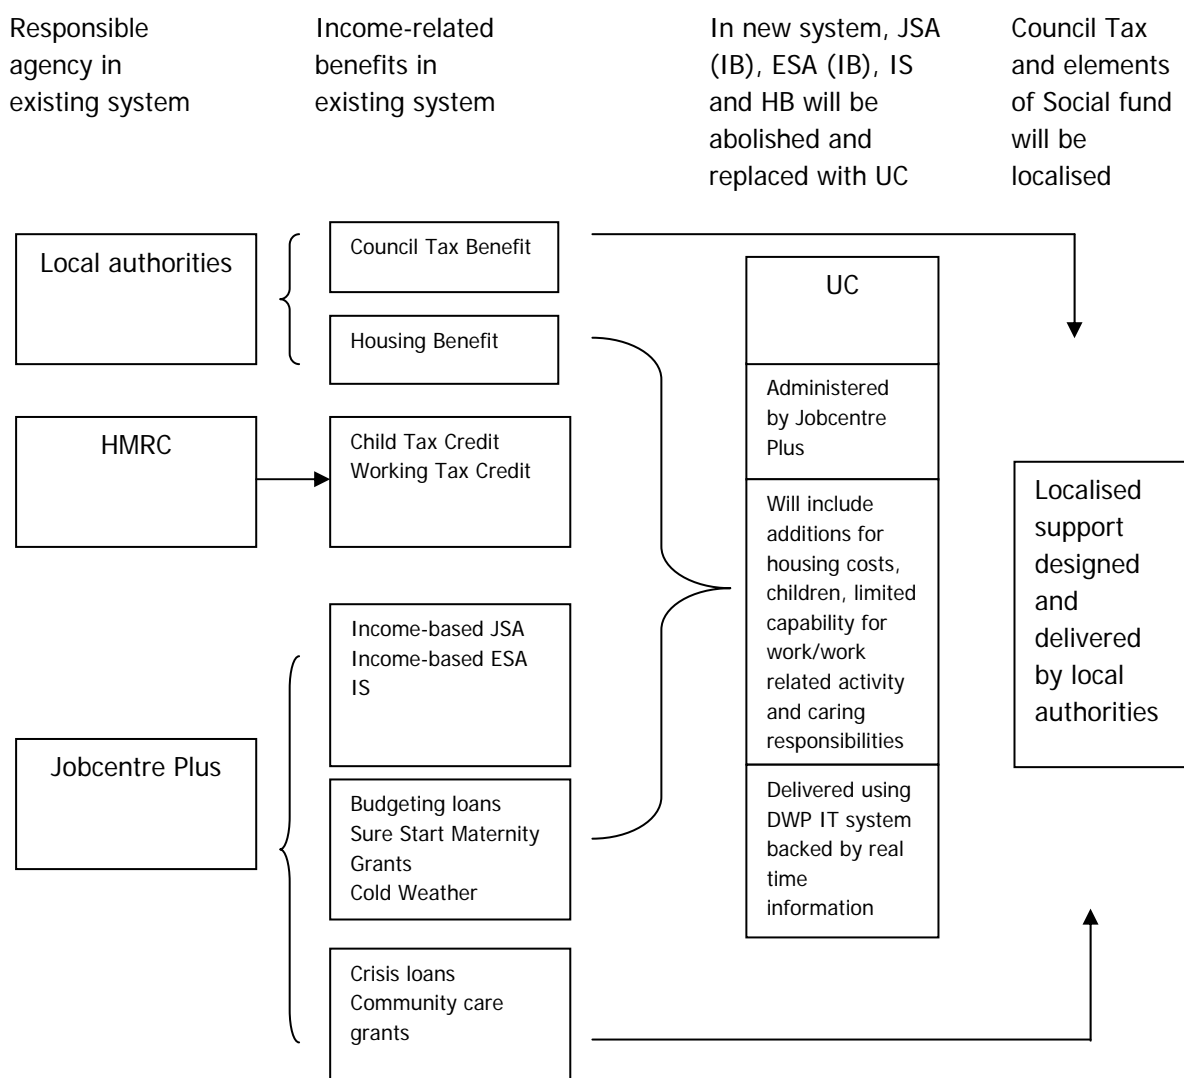 Responsible
agency in
existing system
Income-related
benefits in
existing system
In new system, JSA
(IB), ESA (IB), IS
and HB will be
abolished and
replaced with UC
Council Tax
and elements
of Social fund
will be
localised
Local authorities
Council Tax Benefit
Housing Benefit
HMRC
Child Tax Credit
Working Tax Credit
Jobcentre Plus
Income-based JSA
Income-based ESA
IS
Budgeting loans
Sure Start Maternity
Grants
Cold Weather
Crisis loans
Community care
grants
UC
Administered
by Jobcentre
Plus
Will include
additions for
housing costs,
children, limited
capability for
work/work
related activity
and caring
responsibilities
Delivered using
DWP IT system
backed by real
time
information
Localised
support
designed
and
delivered
by local
authorities